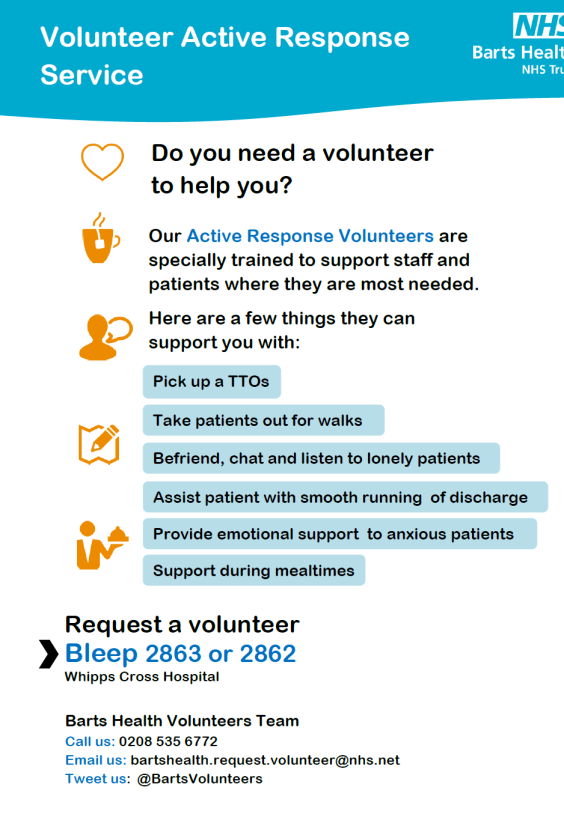 Volunteer Active Response
Service
NHS
Barts Healt
NHS Tru
Do you need a volunteer
to help you?
Our Active Response Volunteers are
specially trained to support staff and
patients where they are most needed.
Here are a few things they can
support you with:
Pick up a TTOs
Take patients out for walks
Befriend, chat and listen to lonely patients
Assist patient with smooth running of discharge
Provide emotional support to anxious patients
Support during mealtimes
Request a volunteer
Bleep 2863 or 2862
Whipps Cross Hospital
Barts Health Volunteers Team
Call us: 0208 535 6772
Email us: bartshealth.request.volunteer@nhs.net
Tweet us: @BartsVolunteers